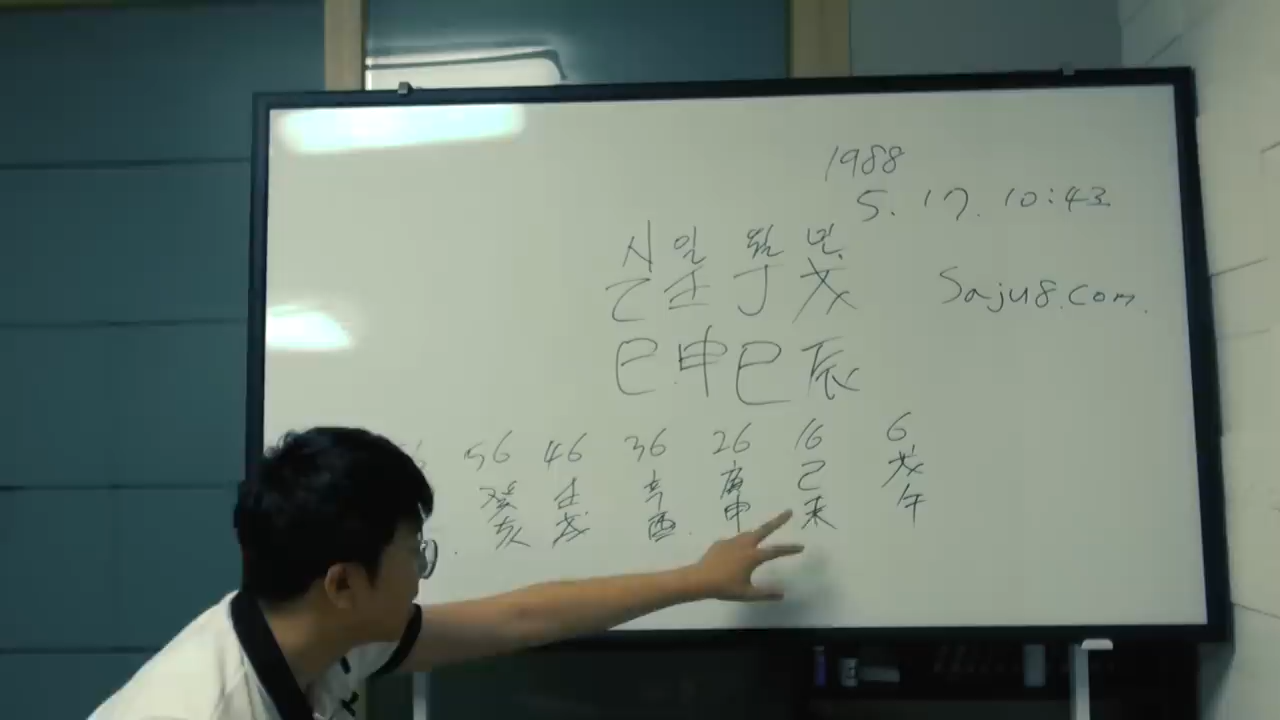 1988
5. 17. 10:43
시 일 월 년
乙 壬 丁 戊
Saju8.com.
巳 申 巳 辰
56 46 36 26 16 6
癸 壬 辛 庚 己 戊
亥 戌 酉 申 未 午